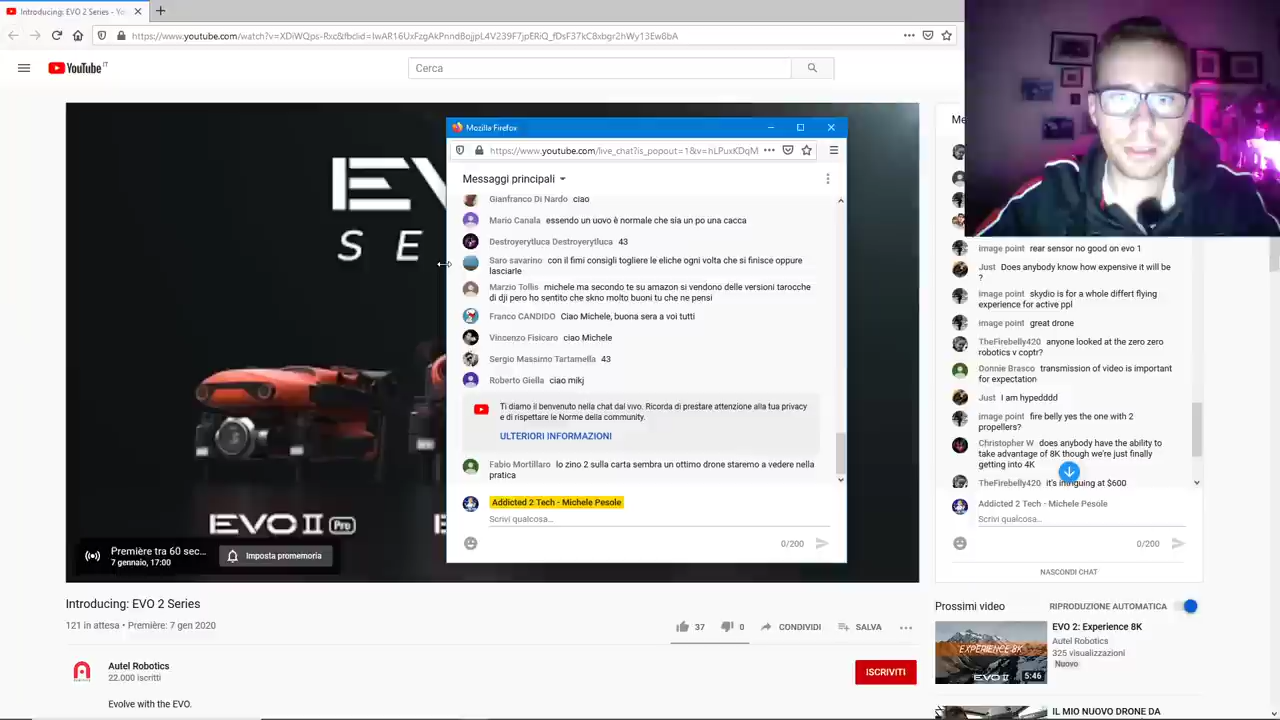 Introducing: EVO 2 Series - Yo
https://www.youtube.com/watch?v=XDiWQps-Rxc&fbclid=IwAR16UxFzgAkPnnd8ojjpL4V239F7jpERiQ_fDsF37kC8xbgr2hWy13Ew8bA
YouTube IT
Cerca
S E
Première tra 60 sec...
7 gennaio, 17:00
Imposta promemoria
EVO II Pro
Mozilla Firefox
https://www.youtube.com/live_chat?is_popout=1&v=hLPuxKDqM
Messaggi principali
Gianfranco Di Nardo ciao
Mario Canala essendo un uovo è normale che sia un po una cacca
Destroyerytluca Destroyerytluca 43
Saro savarino con il fimi consigli togliere le eliche ogni volta che si finisce oppure
lasciarle
Marzio Tollis michele ma secondo te su amazon si vendono delle versioni tarocche
di dji pero ho sentito che skno molto buoni tu che ne pensi
Franco CANDIDO Ciao Michele, buona sera a voi tutti
Vincenzo Fisicaro ciao Michele
Sergio Massimo Tartamella 43
Roberto Giella ciao mikj
Ti diamo il benvenuto nella chat dal vivo. Ricorda di prestare attenzione alla tua privacy
e di rispettare le Norme della community.
ULTERIORI INFORMAZIONI
Fabio Mortillaro lo zino 2 sulla carta sembra un ottimo drone staremo a vedere nella
pratica
Addicted 2 Tech - Michele Pesole
Scrivi qualcosa...
0/200
image point rear sensor no good on evo 1
Just Does anybody know how expensive it will be
?
image point skydio is for a whole differt flying
experience for active ppl
image point great drone
TheFirebelly420 anyone looked at the zero zero
robotics v coptr?
Donnie Brasco transmission of video is important
for expectation
Just I am hypedddd
image point fire belly yes the one with 2
propellers?
Christopher W does anybody have the ability to
take advantage of 8K though we're just finally
getting into 4K
TheFirebelly420 it's intriguing at $600
Addicted 2 Tech - Michele Pesole
Scrivi qualcosa...
0/200
NASCONDI CHAT
Introducing: EVO 2 Series
121 in attesa • Première: 7 gen 2020
37
0
CONDIVIDI
SALVA
Autel Robotics
22.000 iscritti
ISCRIVITI
Evolve with the EVO.
Prossimi video
RIPRODUZIONE AUTOMATICA
EXPERIENCE 8K
EVO II
5:46
EVO 2: Experience 8K
Autel Robotics
325 visualizzazioni
Nuovo
IL MIO NUOVO DRONE DA